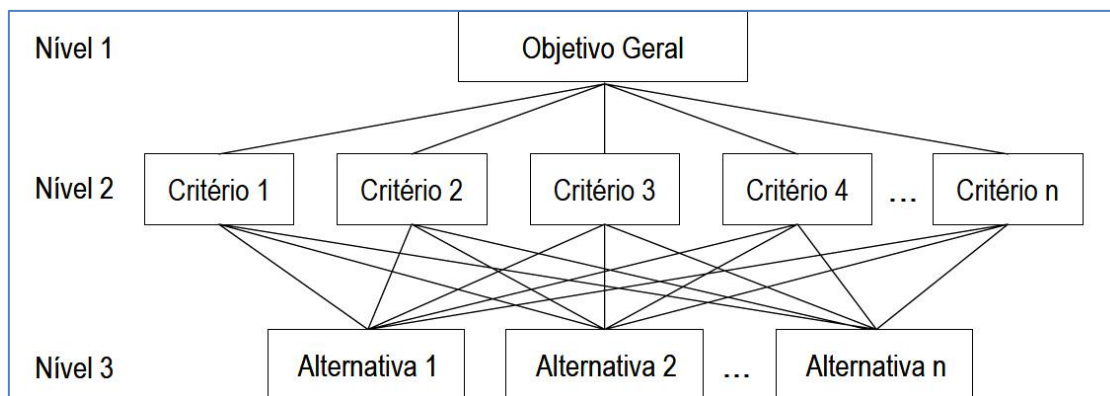 Nível 1
Objetivo Geral
Nível 2
Critério 1
Critério 2
Critério 3
Critério 4
...
Critério n
Nível 3
Alternativa 1
Alternativa 2
...
Alternativa n